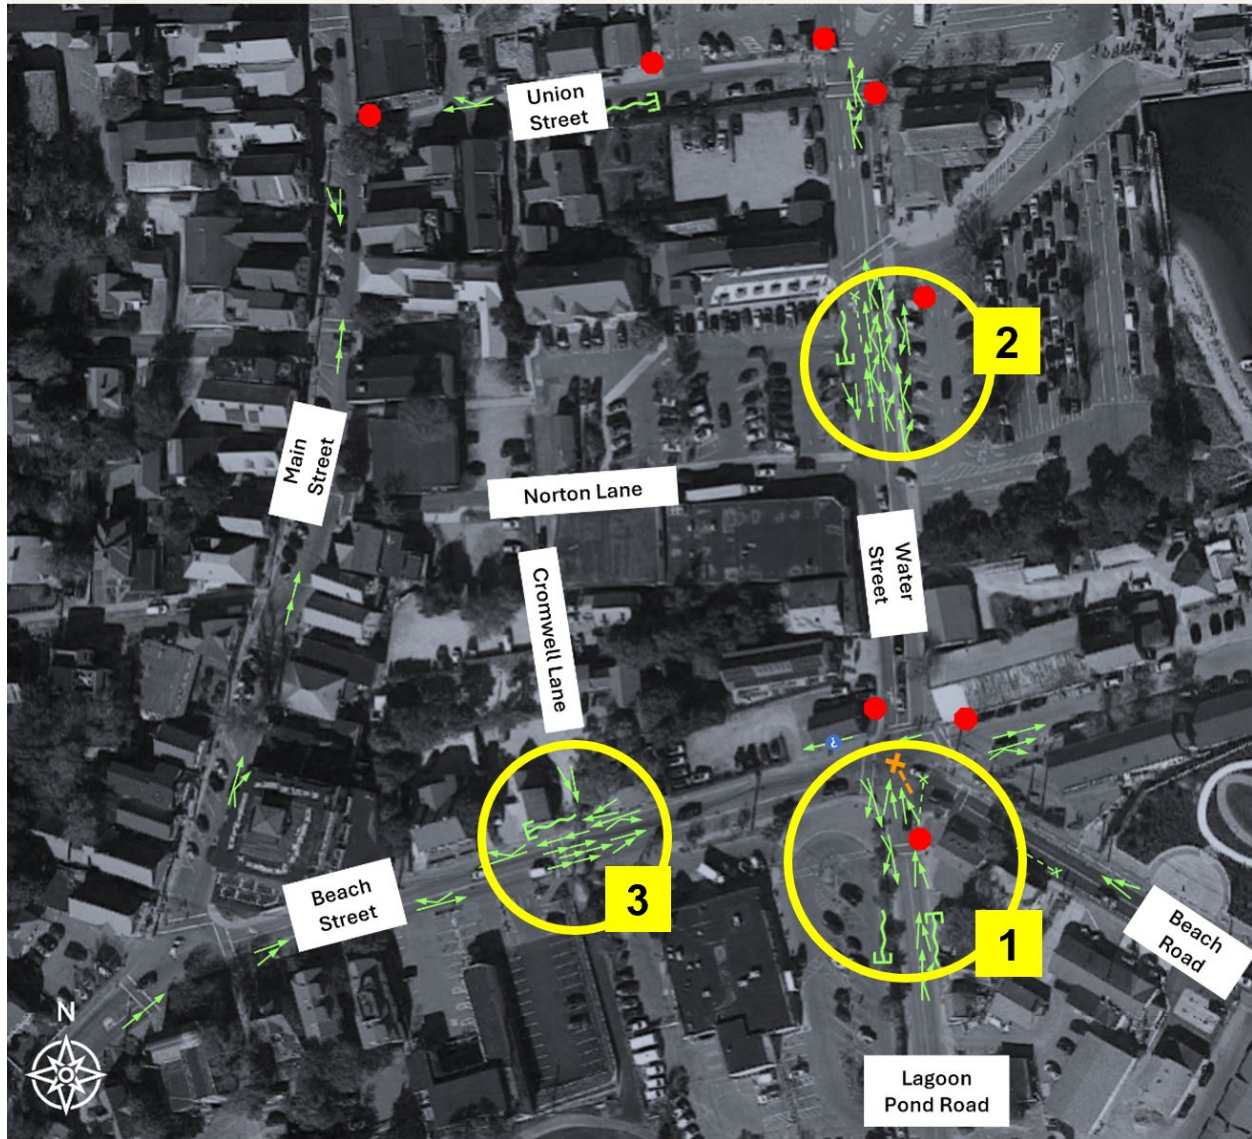 Union
Street
2
Main
Street
Norton Lane
Water
Street
Cromwell Lane
3
Beach
Street
1
Beach
Road
N
Lagoon
Pond Road